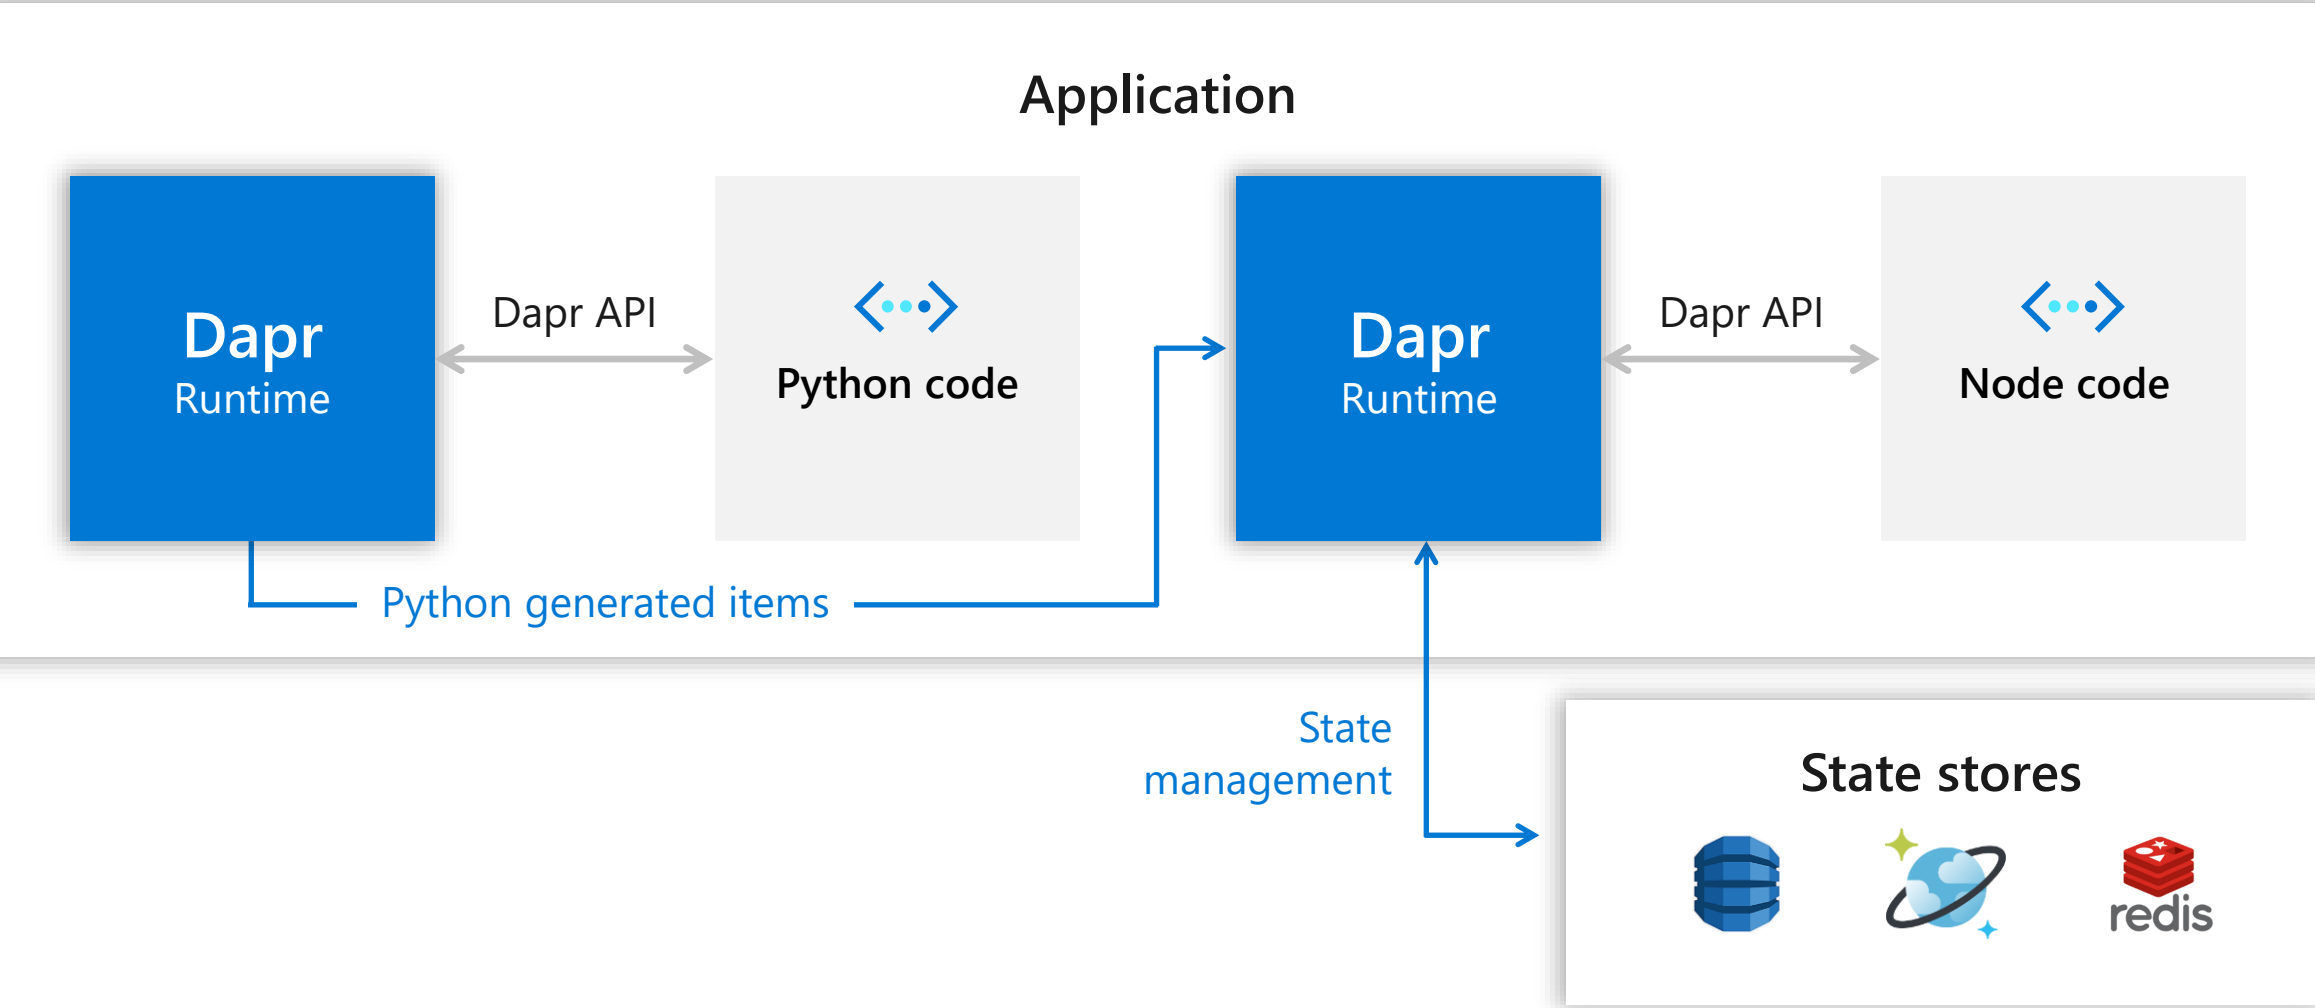 Application
Dapr
Runtime
Dapr API
Python code
Dapr
Runtime
Dapr API
Node code
Python generated items
State
management
State stores
redis